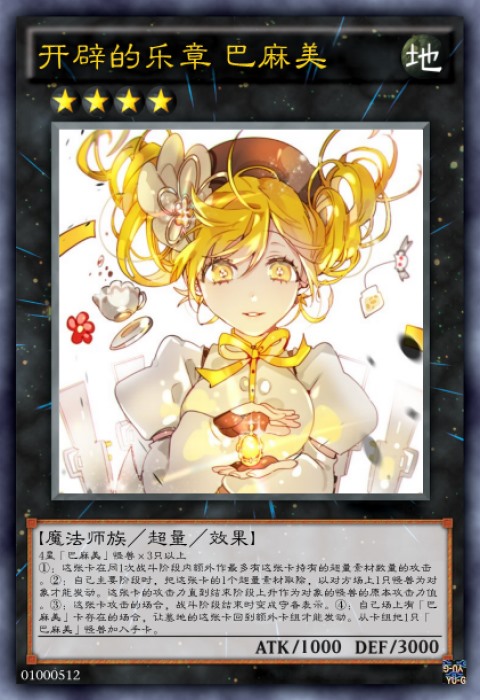 开辟的乐章 巴麻美
地
【魔法师族／超量／效果】
4星「巴麻美」怪兽×3只以上
①：这张卡在同1次战斗阶段内额外作最多有这张卡持有的超量素材数量的攻击
。②：自己主要阶段时，把这张卡的1个超量素材取除，以对方场上1只怪兽为对
象才能发动。这张卡的攻击力直到结束阶段上升作为对象的怪兽的原本攻击力值
。③：这张卡攻击的场合，战斗阶段结束时变成守备表示。④：自己场上有「巴
麻美」卡存在的场合，让墓地的这张卡回到额外卡组才能发动。从卡组把1只「
巴麻美」怪兽加入手卡。
ATK/1000 DEF/3000
01000512